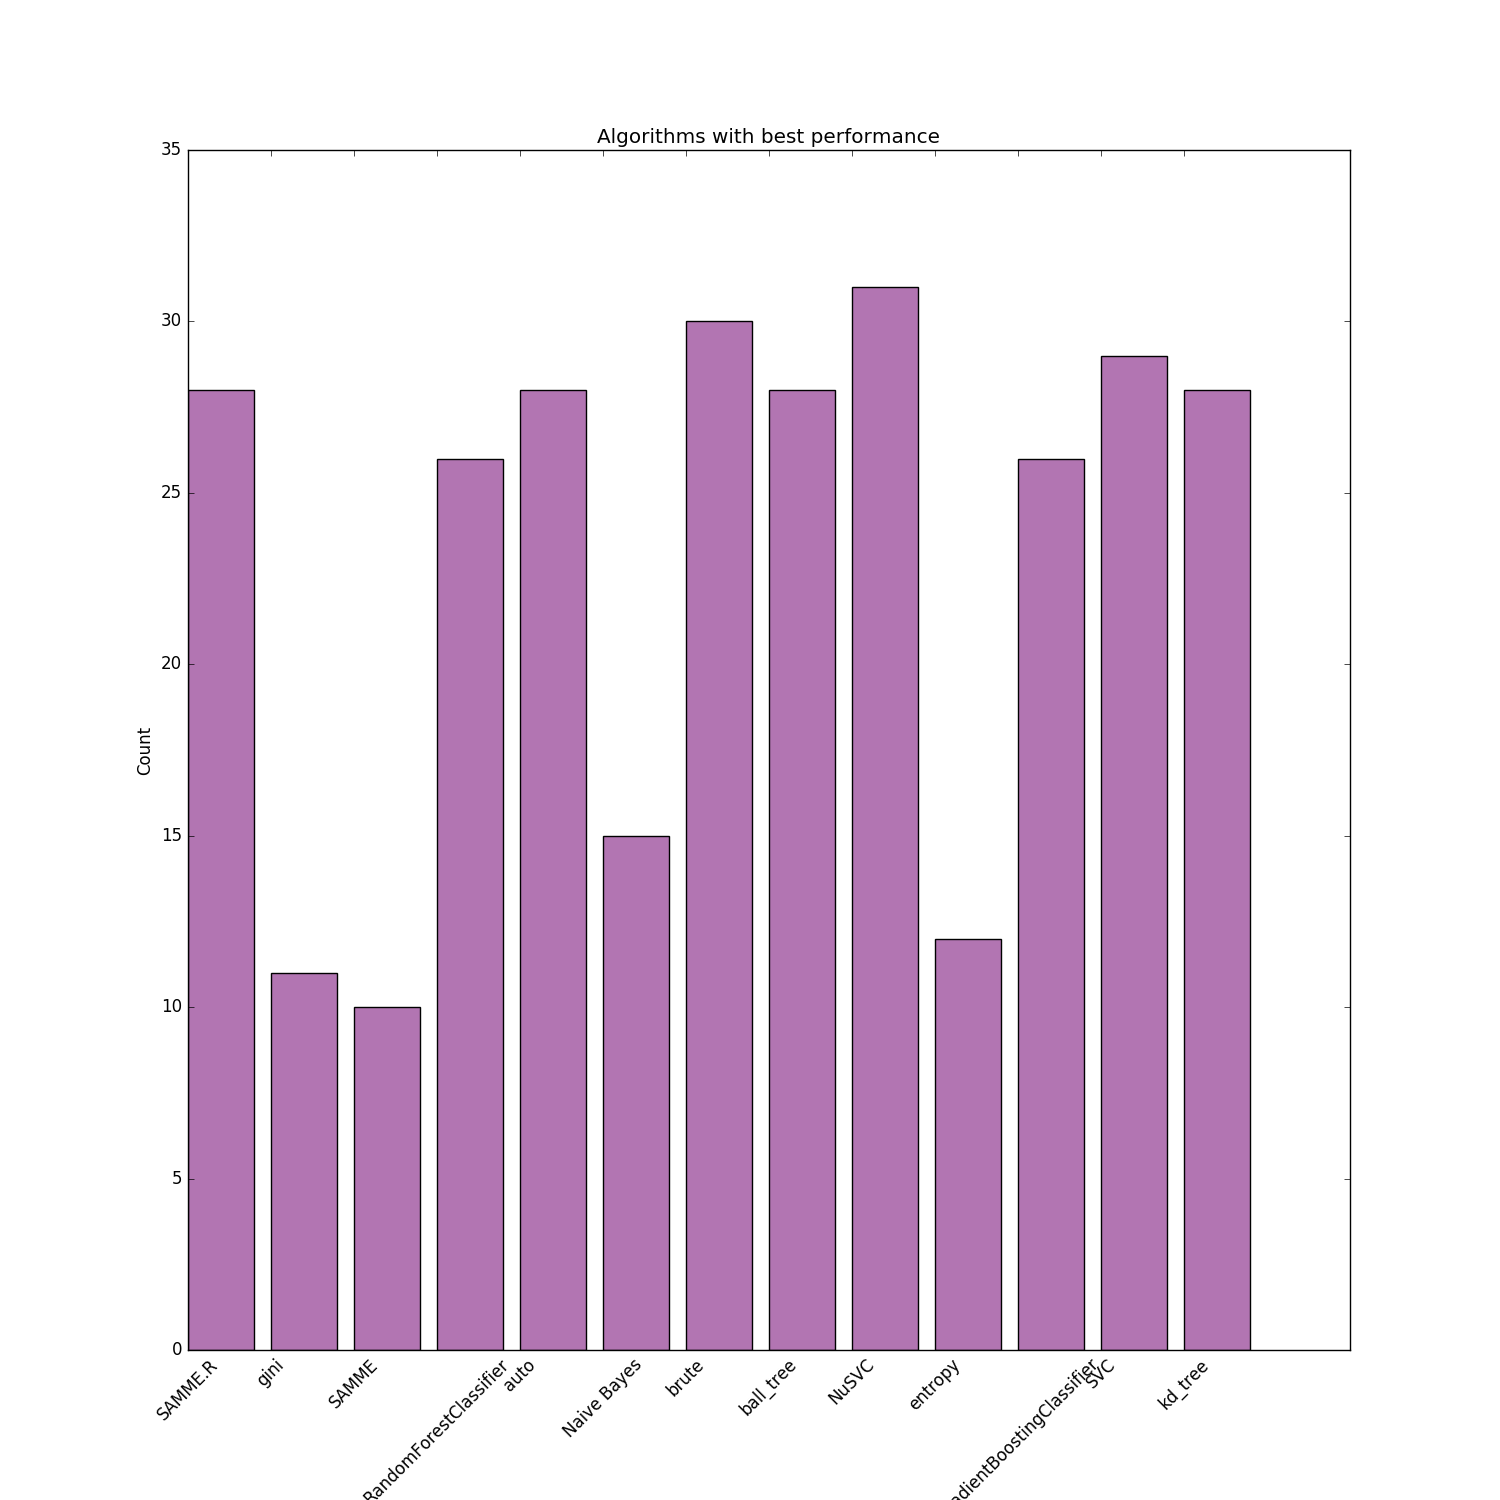 Algorithms with best performance
35
30
25
20
15
10
5
0
Count
SAMME.R
gini
SAMME
RandomForestClassifier
auto
Naive Bayes
brute
ball_tree
NuSVC
entropy
edientBoostingClassifier
SVC
kd_tree